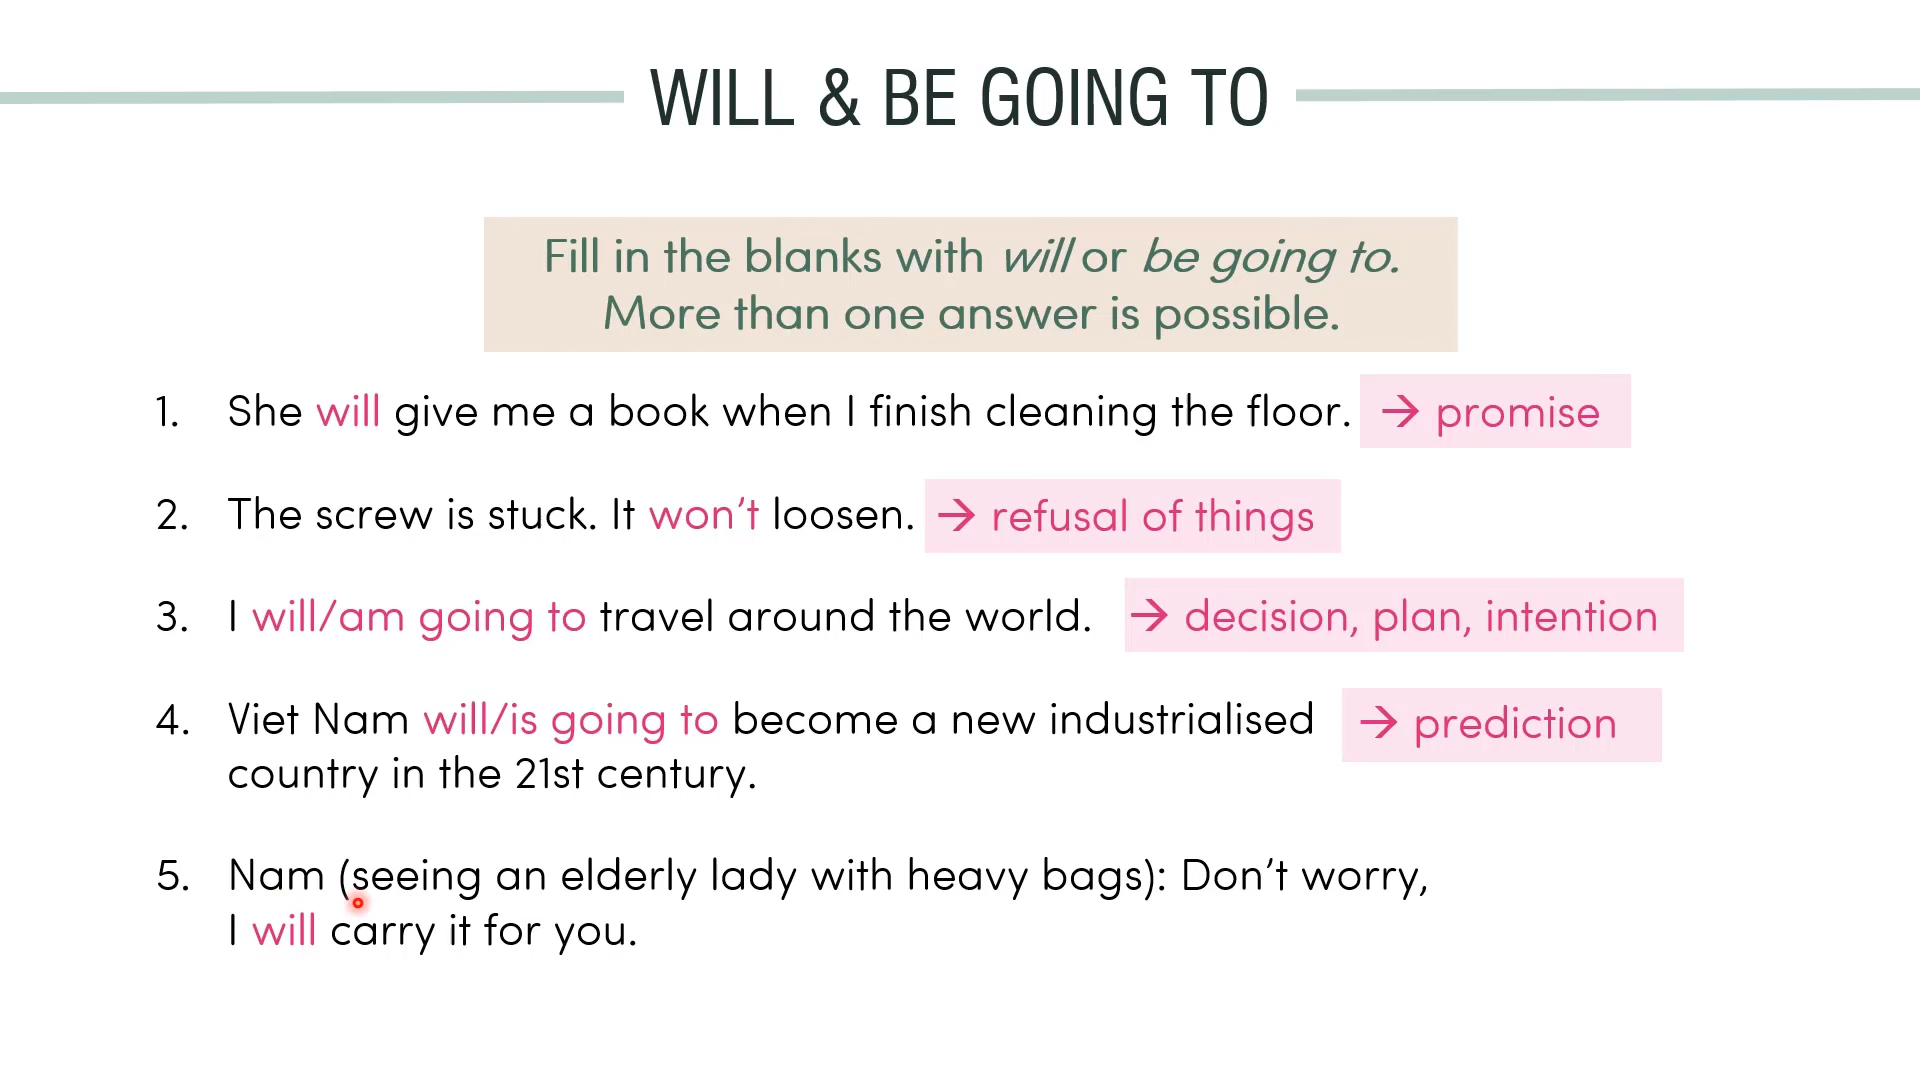 WILL & BE GOING TO
Fill in the blanks with will or be going to.
More than one answer is possible.
1. She will give me a book when I finish cleaning the floor. → promise
2. The screw is stuck. It won't loosen. → refusal of things
3. I will/am going to travel around the world. → decision, plan, intention
4. Viet Nam will/is going to become a new industrialised → prediction
country in the 21st century.
5. Nam (seeing an elderly lady with heavy bags): Don't worry,
I will carry it for you.